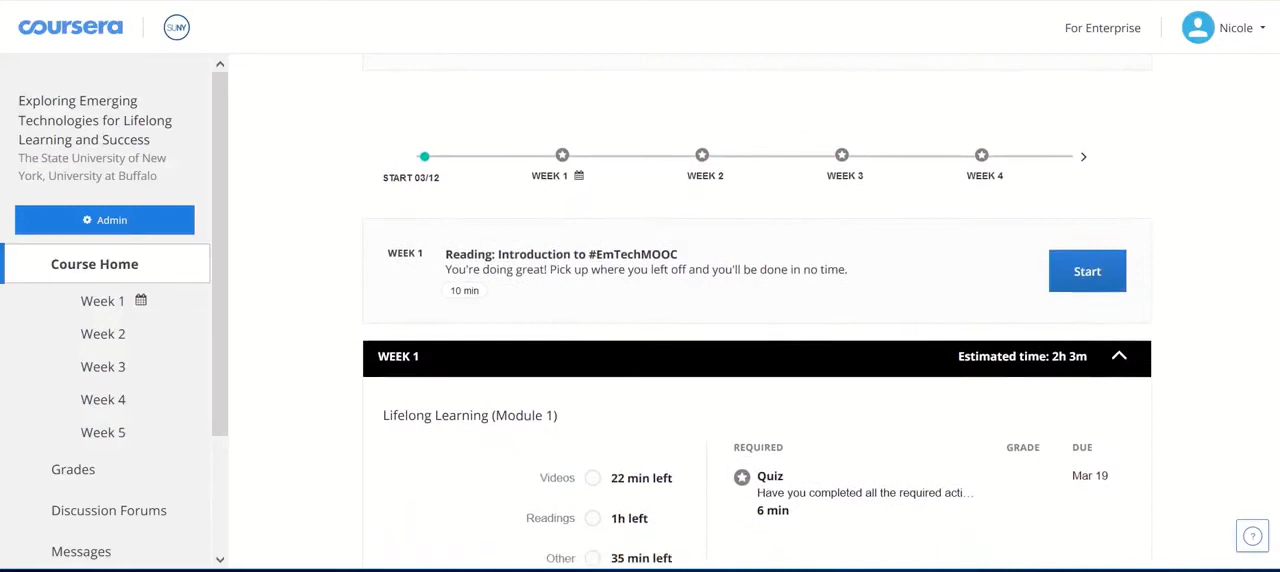 coursera
SUNY
For Enterprise
Nicole
Exploring Emerging
Technologies for Lifelong
Learning and Success
The State University of New
York, University at Buffalo
Admin
Course Home
Week 1
Week 2
Week 3
Week 4
Week 5
Grades
Discussion Forums
Messages
START 03/12
WEEK 1
WEEK 2
WEEK 3
WEEK 4
WEEK 1
Reading: Introduction to #EmTechMOOC
You're doing great! Pick up where you left off and you'll be done in no time.
10 min
Start
WEEK 1
Estimated time: 2h 3m
Lifelong Learning (Module 1)
Videos 22 min left
Readings 1h left
Other 35 min left
REQUIRED GRADE DUE
Quiz Mar 19
Have you completed all the required acti…
6 min
?